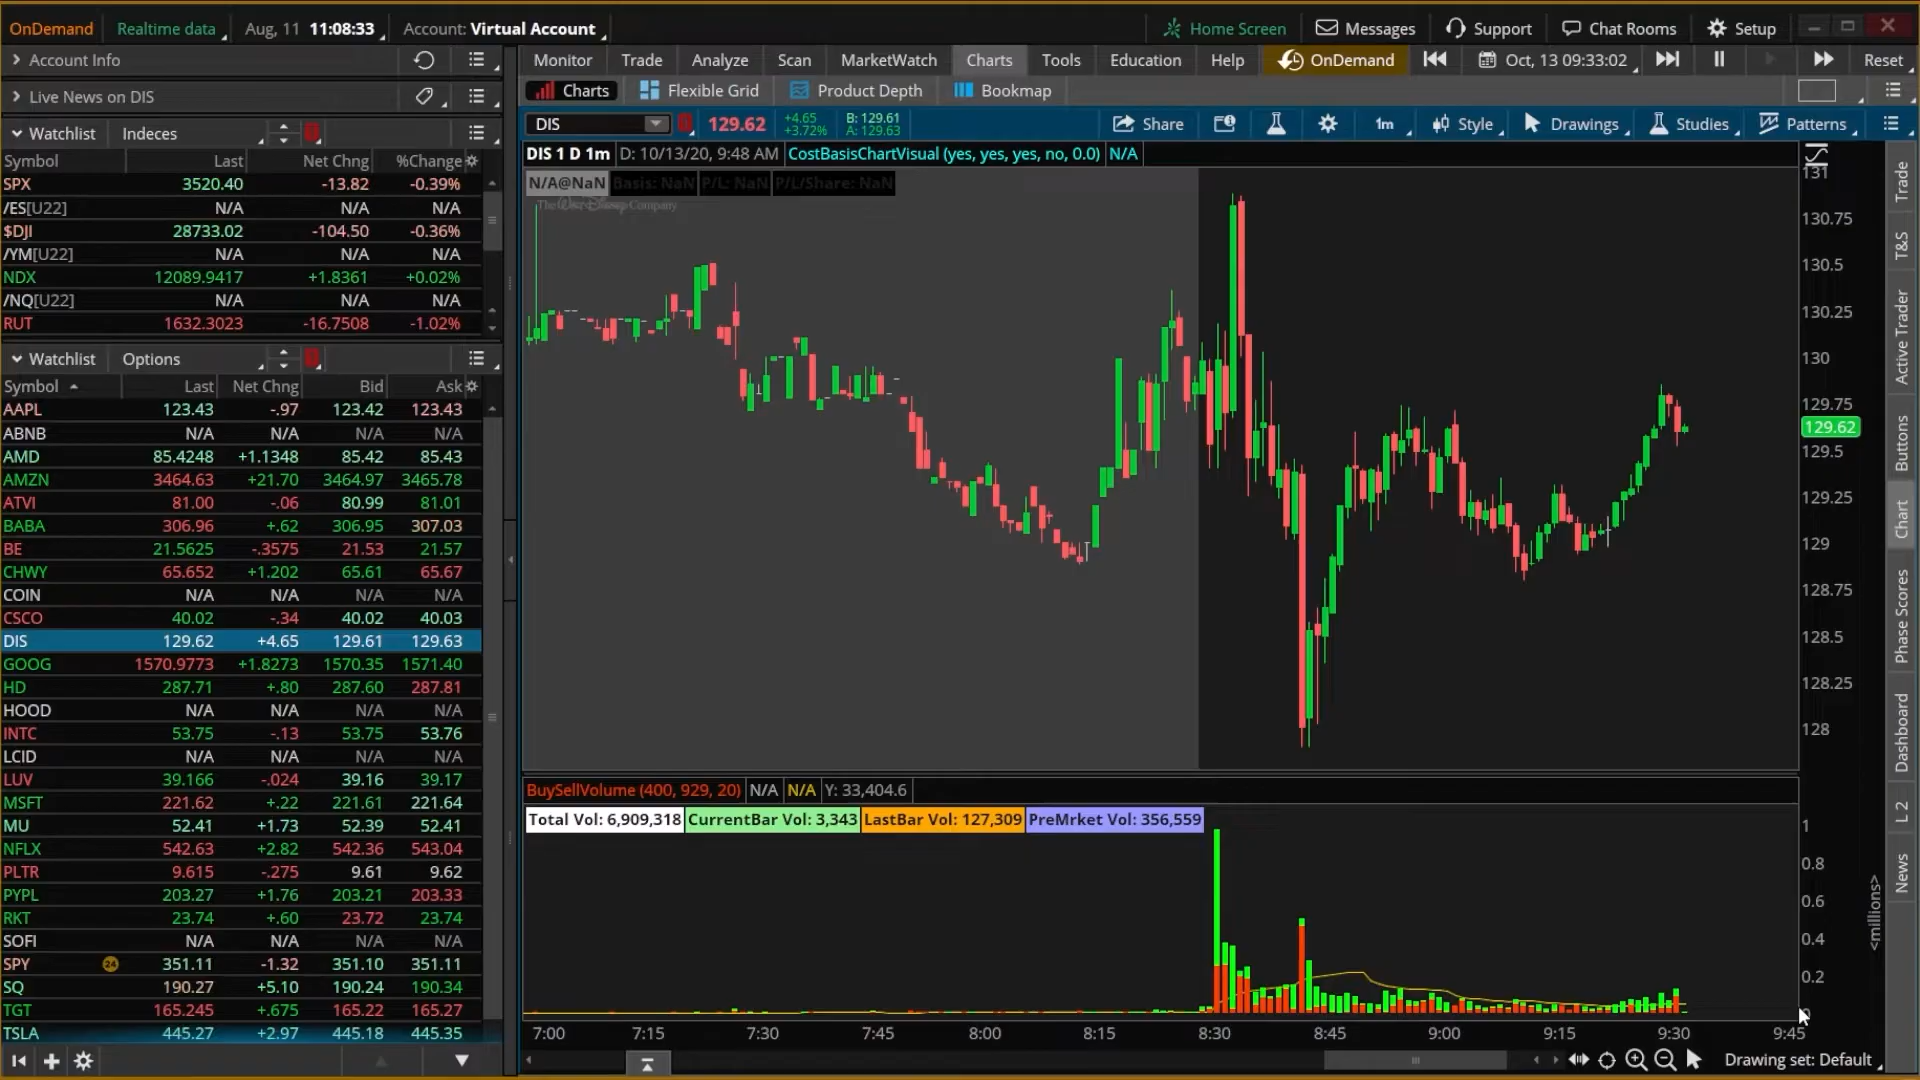 OnDemand Realtime data Aug, 11 11:08:33 Account: Virtual Account Home Screen Messages Support Chat Rooms Setup
Account Info
Live News on DIS
Watchlist Indeces
Symbol Last Net Chng %Change
SPX 3520.40 -13.82 -0.39%
/ES[U22] N/A N/A N/A
$DJI 28733.02 -104.50 -0.36%
/YM[U22] N/A N/A N/A
NDX 12089.9417 +1.8361 +0.02%
/NQ[U22] N/A N/A N/A
RUT 1632.3023 -16.7508 -1.02%
Watchlist Options
Symbol Last Net Chng Bid Ask
AAPL 123.43 -.97 123.42 123.43
ABNB N/A N/A N/A N/A
AMD 85.4248 +1.1348 85.42 85.43
AMZN 3464.63 +21.70 3464.97 3465.78
ATVI 81.00 -.06 80.99 81.01
BABA 306.96 +.62 306.95 307.03
BE 21.5625 -.3575 21.53 21.57
CHWY 65.652 +1.202 65.61 65.67
COIN N/A N/A N/A N/A
CSCO 40.02 -.34 40.02 40.03
DIS 129.62 +4.65 129.61 129.63
GOOG 1570.9773 +1.8273 1570.35 1571.40
HD 287.71 +.80 287.60 287.81
HOOD N/A N/A N/A N/A
INTC 53.75 -.13 53.75 53.76
LCID N/A N/A N/A N/A
LUV 39.166 -.024 39.16 39.17
MSFT 221.62 +.22 221.61 221.64
MU 52.41 +1.73 52.39 52.41
NFLX 542.63 +2.82 542.36 543.04
PLTR 9.615 -.275 9.61 9.62
PYPL 203.27 +1.76 203.21 203.33
RKT 23.74 +.60 23.72 23.74
SOFI N/A N/A N/A N/A
SPY 24 351.11 -1.32 351.10 351.11
SQ 190.27 +5.10 190.24 190.34
TGT 165.245 +.675 165.22 165.27
TSLA 445.27 +2.97 445.18 445.35
Monitor Trade Analyze Scan MarketWatch Charts Tools Education Help OnDemand Oct, 13 09:33:02 Reset
Charts Flexible Grid Product Depth Bookmap
DIS 129.62 +4.65 B: 129.61 Share 1m Style Drawings Studies Patterns
+3.72% A: 129.63
DIS 1 D 1m D: 10/13/20, 9:48 AM CostBasisChartVisual (yes, yes, yes, no, 0.0) N/A
N/A@NaN Basis: NaN P/L: NaN P/L/Share: NaN
The Walt Disney Company
131
130.75
130.5
130.25
130
129.75
129.62
129.5
129.25
129
128.75
128.5
128.25
128
BuySellVolume (400, 929, 20) N/A N/A Y: 33,404.6
Total Vol: 6,909,318 CurrentBar Vol: 3,343 LastBar Vol: 127,309 PreMrket Vol: 356,559
1
0.8
0.6
0.4
0.2
<millions>
7:00 7:15 7:30 7:45 8:00 8:15 8:30 8:45 9:00 9:15 9:30 9:45
Drawing set: Default
Trade
T&S
Active Trader
Buttons
Chart
Phase Scores
Dashboard
L 2
News